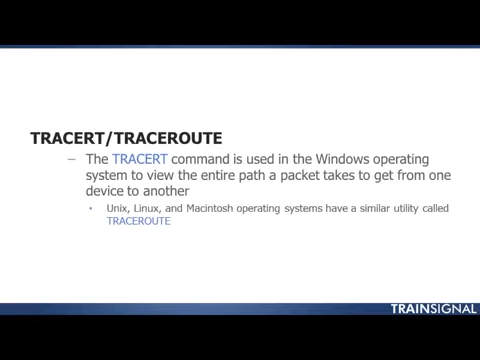 TRACERT/TRACEROUTE
– The TRACERT command is used in the Windows operating
system to view the entire path a packet takes to get from one
device to another
• Unix, Linux, and Macintosh operating systems have a similar utility called
TRACEROUTE
TRAINSIGNAL